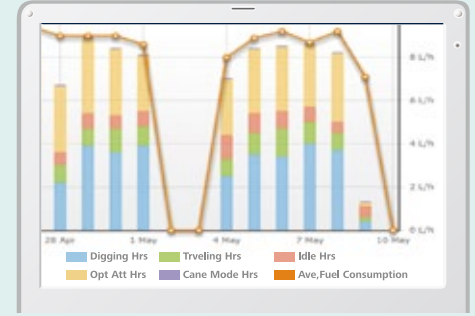 8 L/h
6 L/h
4 L/h
2 L/h
0 L/h
28 Apr 1 May 4 May 7 May 10 May
Digging Hrs Trveling Hrs Idle Hrs
Opt Att Hrs Cane Mode Hrs Ave,Fuel Consumption